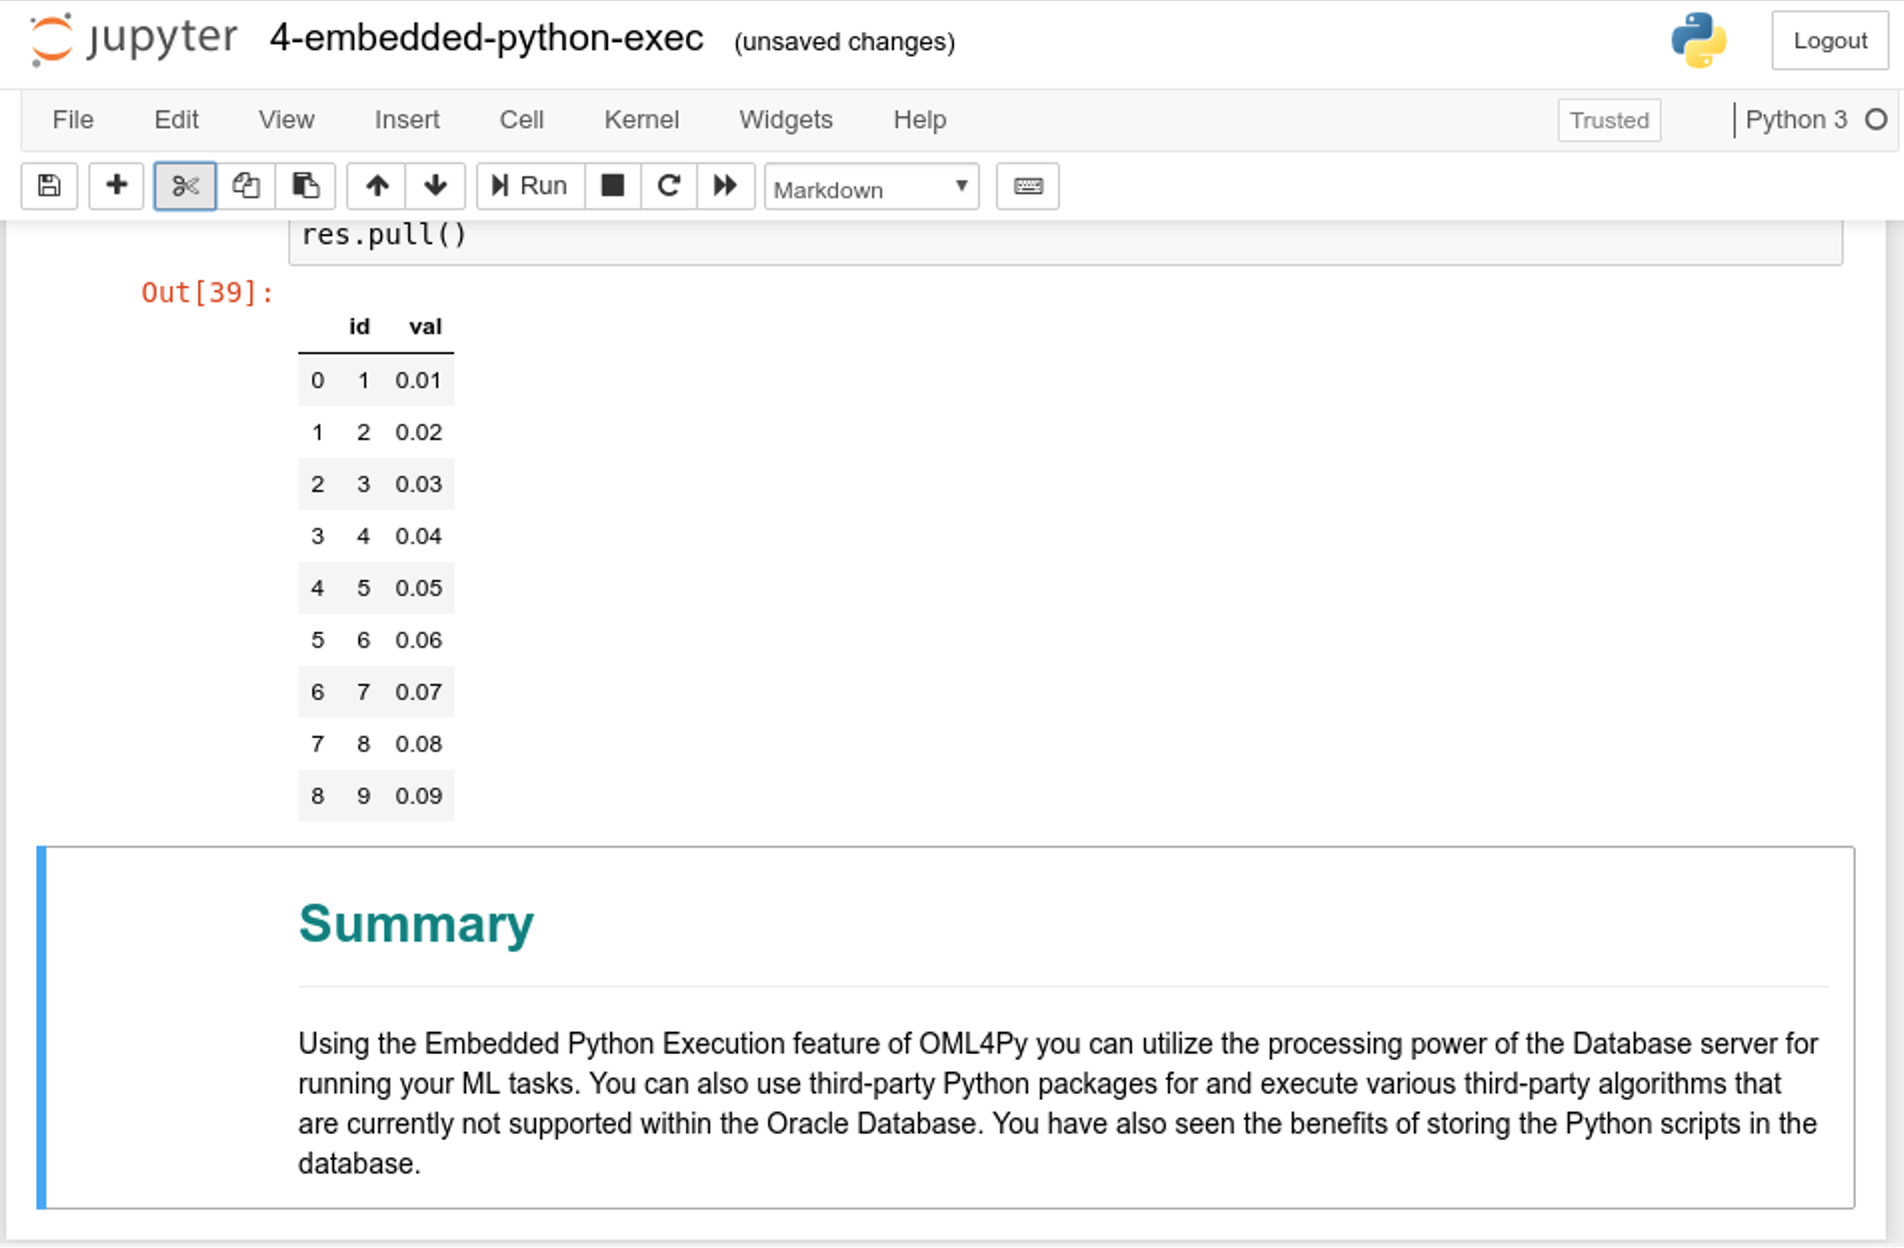 jupyter 4-embedded-python-exec (unsaved changes) Logout
File Edit View Insert Cell Kernel Widgets Help Trusted Python 3
Run Markdown
res.pull()
Out[39]:
id val
0 1 0.01
1 2 0.02
2 3 0.03
3 4 0.04
4 5 0.05
5 6 0.06
6 7 0.07
7 8 0.08
8 9 0.09
Summary
Using the Embedded Python Execution feature of OML4Py you can utilize the processing power of the Database server for
running your ML tasks. You can also use third-party Python packages for and execute various third-party algorithms that
are currently not supported within the Oracle Database. You have also seen the benefits of storing the Python scripts in the
database.